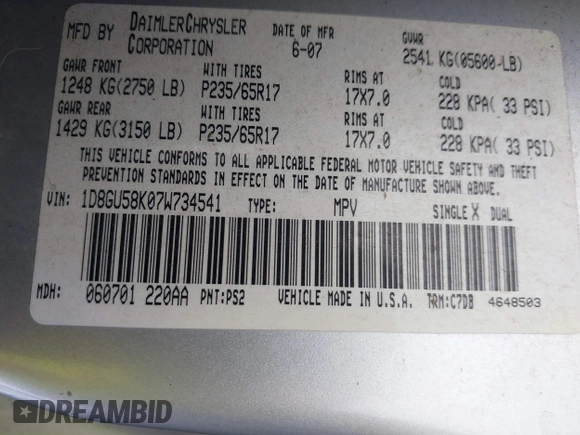 MFD BY DAIMLERCHRYSLER CORPORATION DATE OF MFR 6-07 GVWR 2541 KG(05600-LB)
GAWR FRONT WITH TIRES RIMS AT COLD
1248 KG(2750 LB) P235/65R17 17X7.0 228 KPA( 33 PSI)
GAWR REAR WITH TIRES RIMS AT COLD
1429 KG(3150 LB) P235/65R17 17X7.0 228 KPA( 33 PSI)
THIS VEHICLE CONFORMS TO ALL APPLICABLE FEDERAL MOTOR VEHICLE SAFETY AND THEFT
PREVENTION STANDARDS IN EFFECT ON THE DATE OF MANUFACTURE SHOWN ABOVE.
VIN: 1D8GU58K07W734541 TYPE: MPV SINGLE X DUAL
MDH: 060701 220AA PNT:PS2 VEHICLE MADE IN U.S.A. TRM:C7DB 4648503
DREAMBID